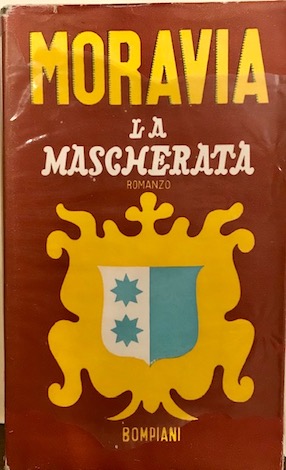 MORAVIA
LA
MASCHERATA
ROMANZO
BOMPIANI